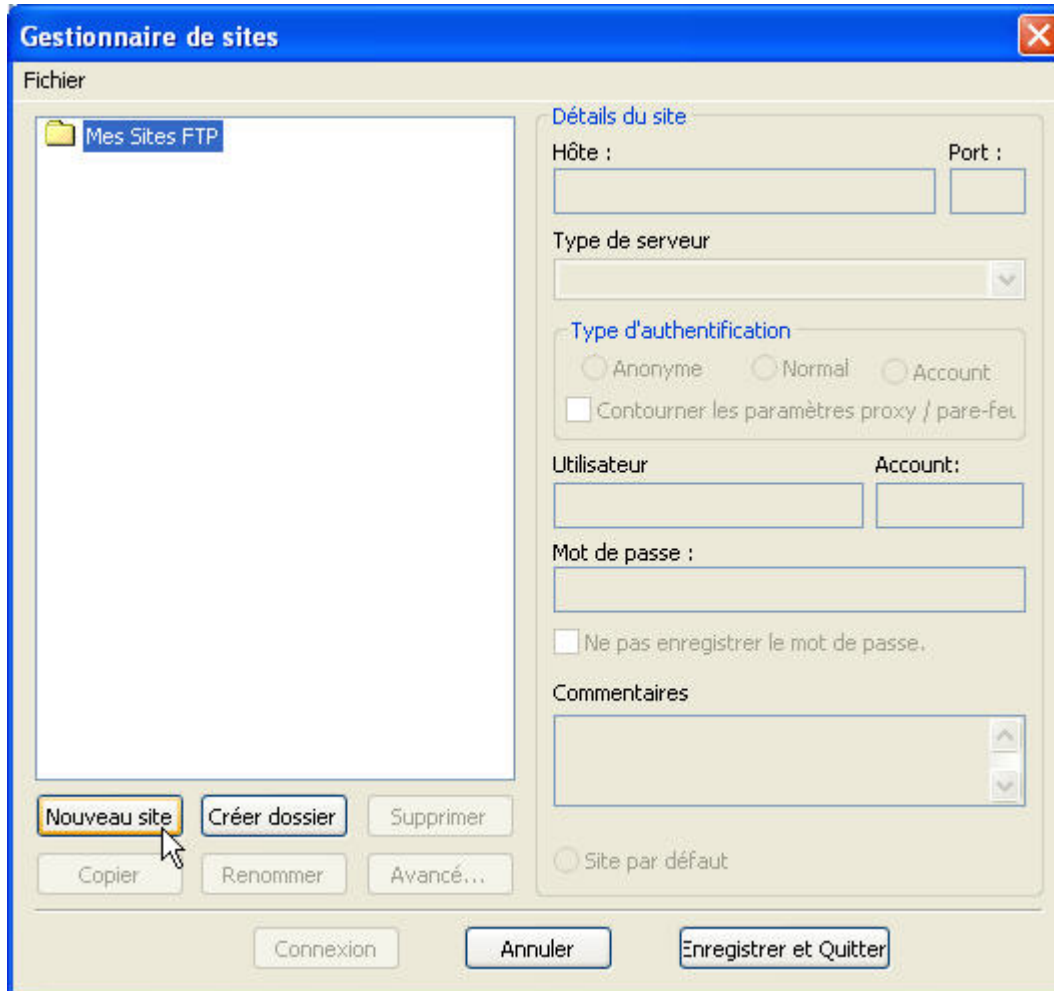 Gestionnaire de sites
Fichier
Mes Sites FTP
Détails du site
Hôte :
Port :
Type de serveur
Type d'authentification
Anonyme
Normal
Account
Contourner les paramètres proxy / pare-feu
Utilisateur
Account:
Mot de passe :
Ne pas enregistrer le mot de passe.
Commentaires
Site par défaut
Nouveau site
Créer dossier
Supprimer
Copier
Renommer
Avancé...
Connexion
Annuler
Enregistrer et Quitter